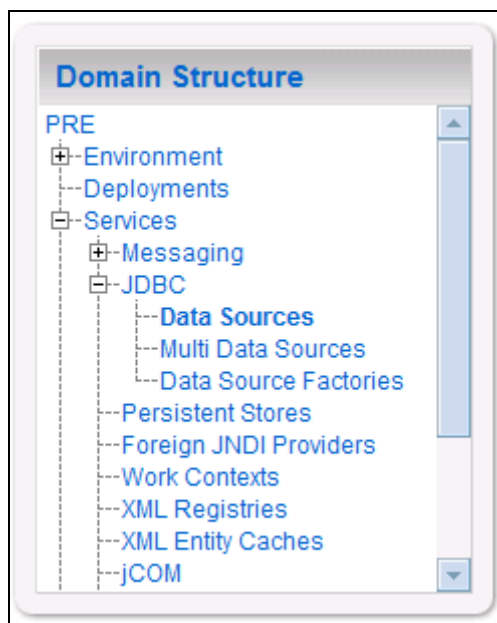 Domain Structure
PRE
Environment
Deployments
Services
Messaging
JDBC
Data Sources
Multi Data Sources
Data Source Factories
Persistent Stores
Foreign JNDI Providers
Work Contexts
XML Registries
XML Entity Caches
jCOM